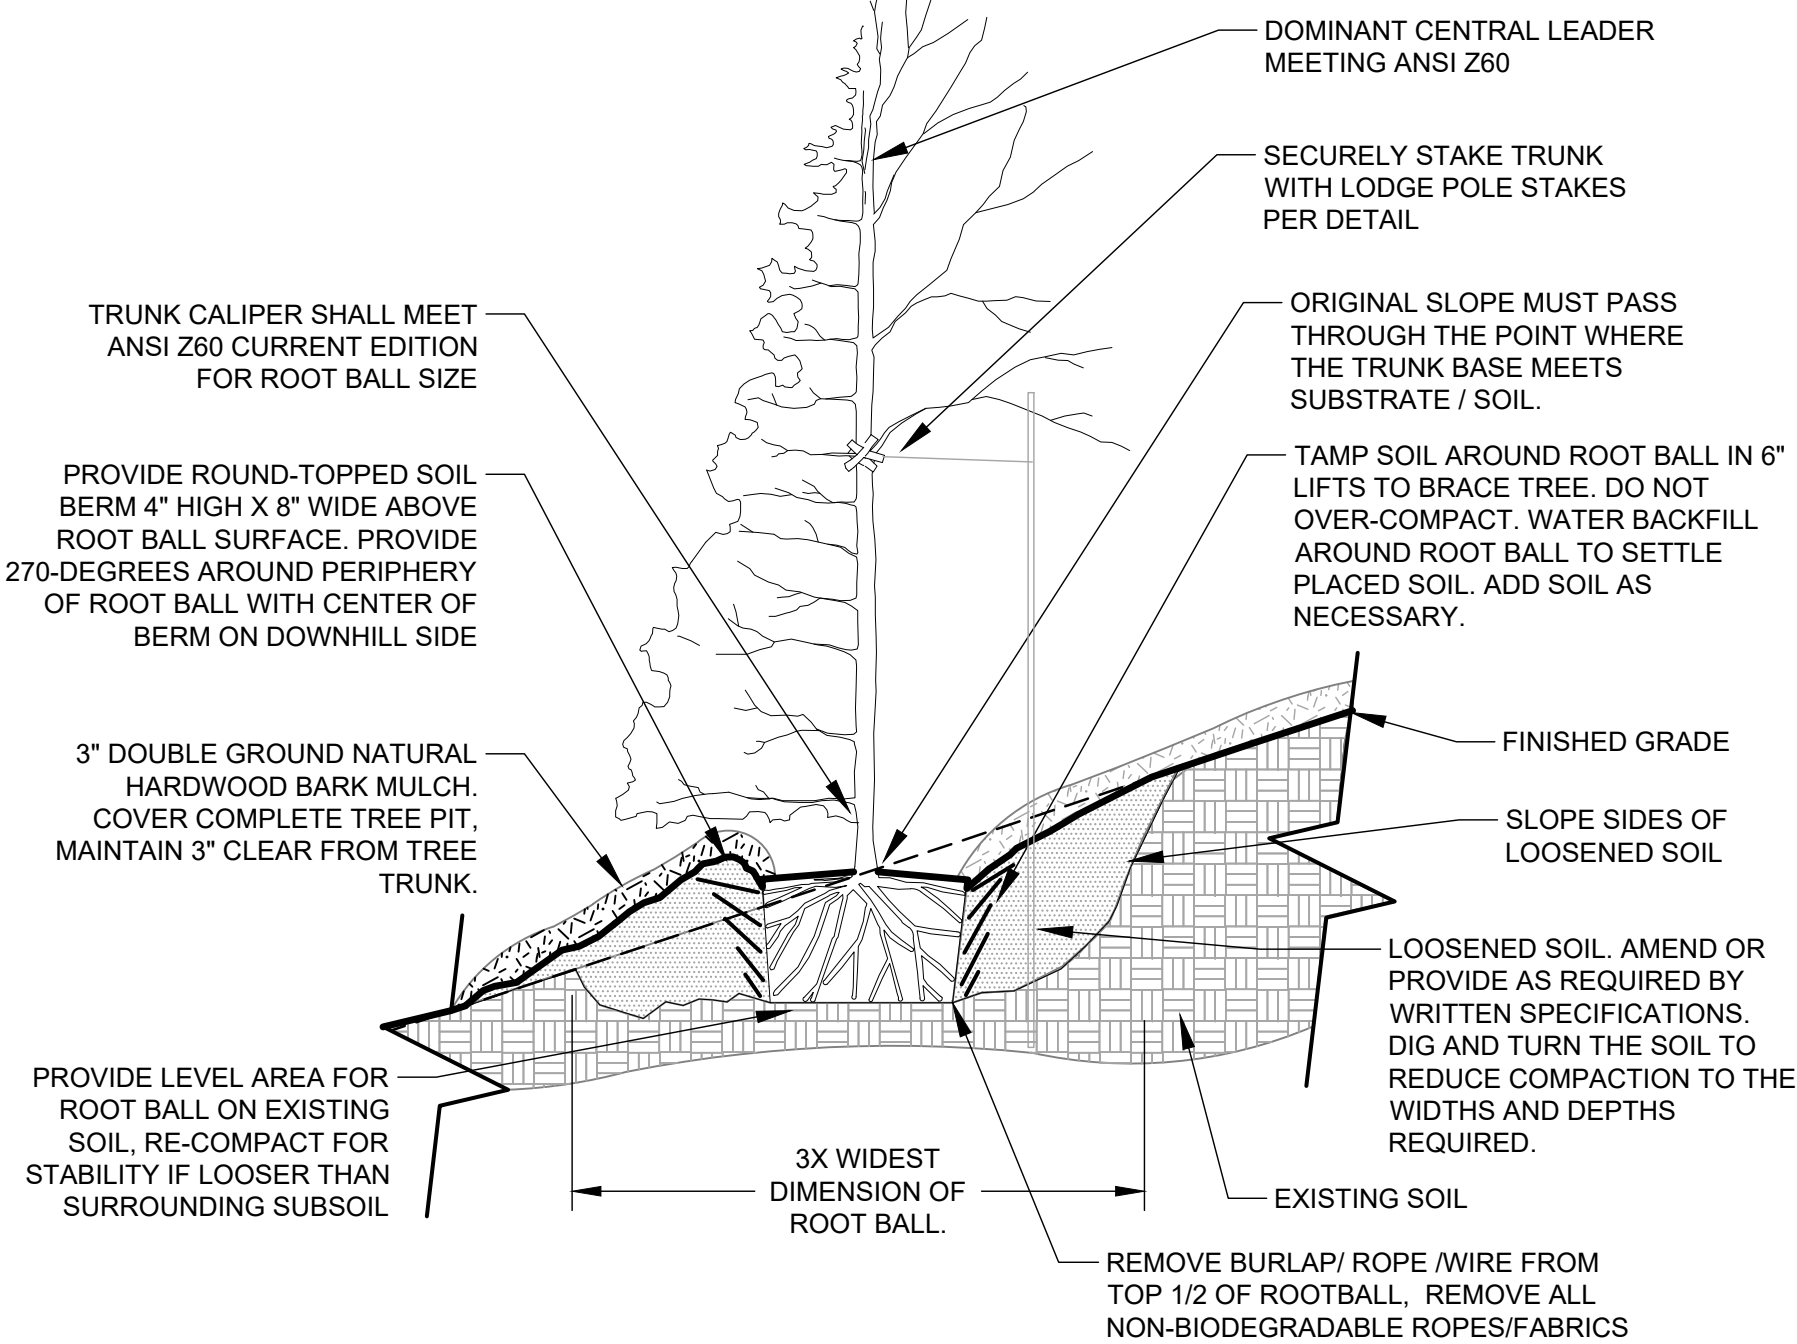 DOMINANT CENTRAL LEADER
MEETING ANSI Z60
SECURELY STAKE TRUNK
WITH LODGE POLE STAKES
PER DETAIL
ORIGINAL SLOPE MUST PASS
THROUGH THE POINT WHERE
THE TRUNK BASE MEETS
SUBSTRATE / SOIL.
TAMP SOIL AROUND ROOT BALL IN 6"
LIFTS TO BRACE TREE. DO NOT
OVER-COMPACT. WATER BACKFILL
AROUND ROOT BALL TO SETTLE
PLACED SOIL. ADD SOIL AS
NECESSARY.
FINISHED GRADE
SLOPE SIDES OF
LOOSENED SOIL
LOOSENED SOIL. AMEND OR
PROVIDE AS REQUIRED BY
WRITTEN SPECIFICATIONS.
DIG AND TURN THE SOIL TO
REDUCE COMPACTION TO THE
WIDTHS AND DEPTHS
REQUIRED.
EXISTING SOIL
REMOVE BURLAP/ ROPE /WIRE FROM
TOP 1/2 OF ROOTBALL, REMOVE ALL
NON-BIODEGRADABLE ROPES/FABRICS
TRUNK CALIPER SHALL MEET
ANSI Z60 CURRENT EDITION
FOR ROOT BALL SIZE
PROVIDE ROUND-TOPPED SOIL
BERM 4" HIGH X 8" WIDE ABOVE
ROOT BALL SURFACE. PROVIDE
270-DEGREES AROUND PERIPHERY
OF ROOT BALL WITH CENTER OF
BERM ON DOWNHILL SIDE
3" DOUBLE GROUND NATURAL
HARDWOOD BARK MULCH.
COVER COMPLETE TREE PIT,
MAINTAIN 3" CLEAR FROM TREE
TRUNK.
PROVIDE LEVEL AREA FOR
ROOT BALL ON EXISTING
SOIL, RE-COMPACT FOR
STABILITY IF LOOSER THAN
SURROUNDING SUBSOIL
3X WIDEST
DIMENSION OF
ROOT BALL.